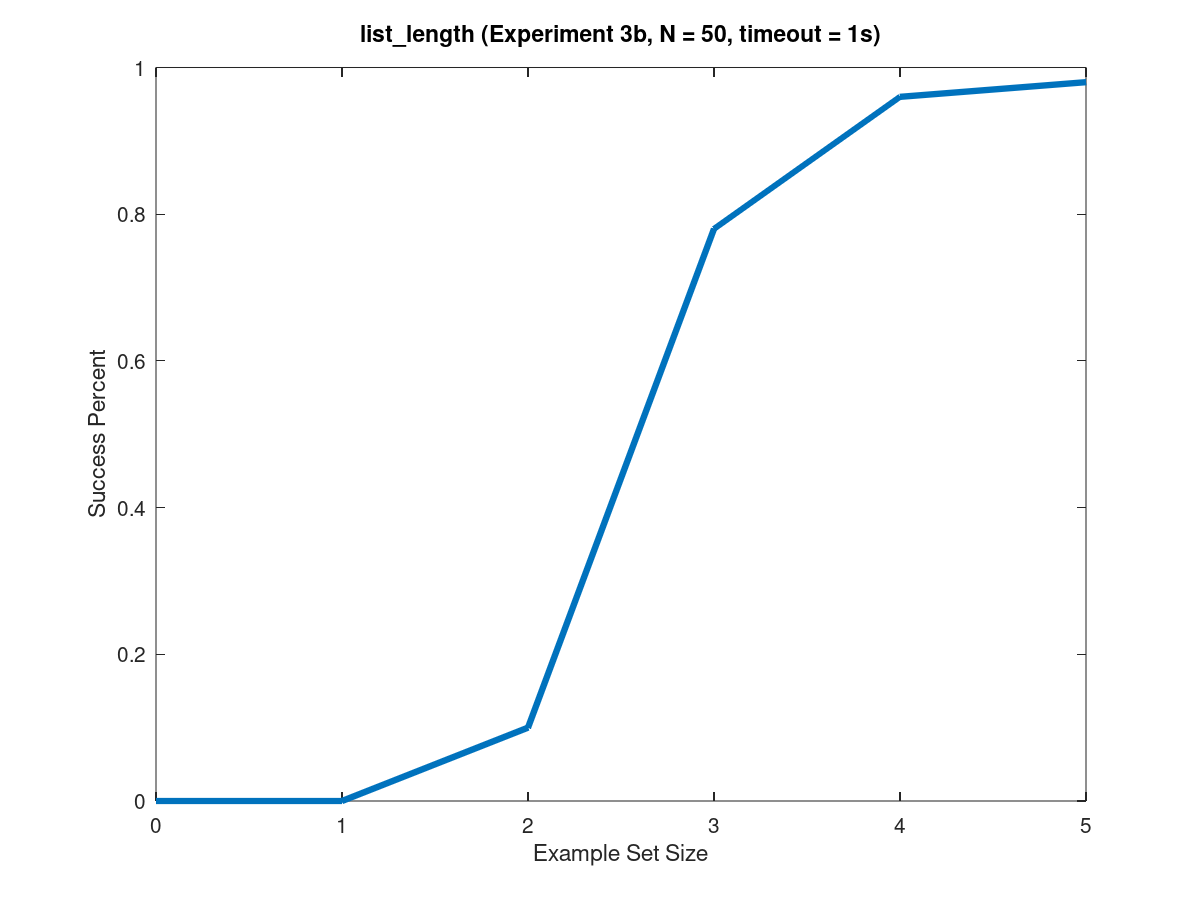 list_length (Experiment 3b, N = 50, timeout = 1s)
1
0.8
0.6
0.4
0.2
0
Success Percent
0 1 2 3 4 5
Example Set Size